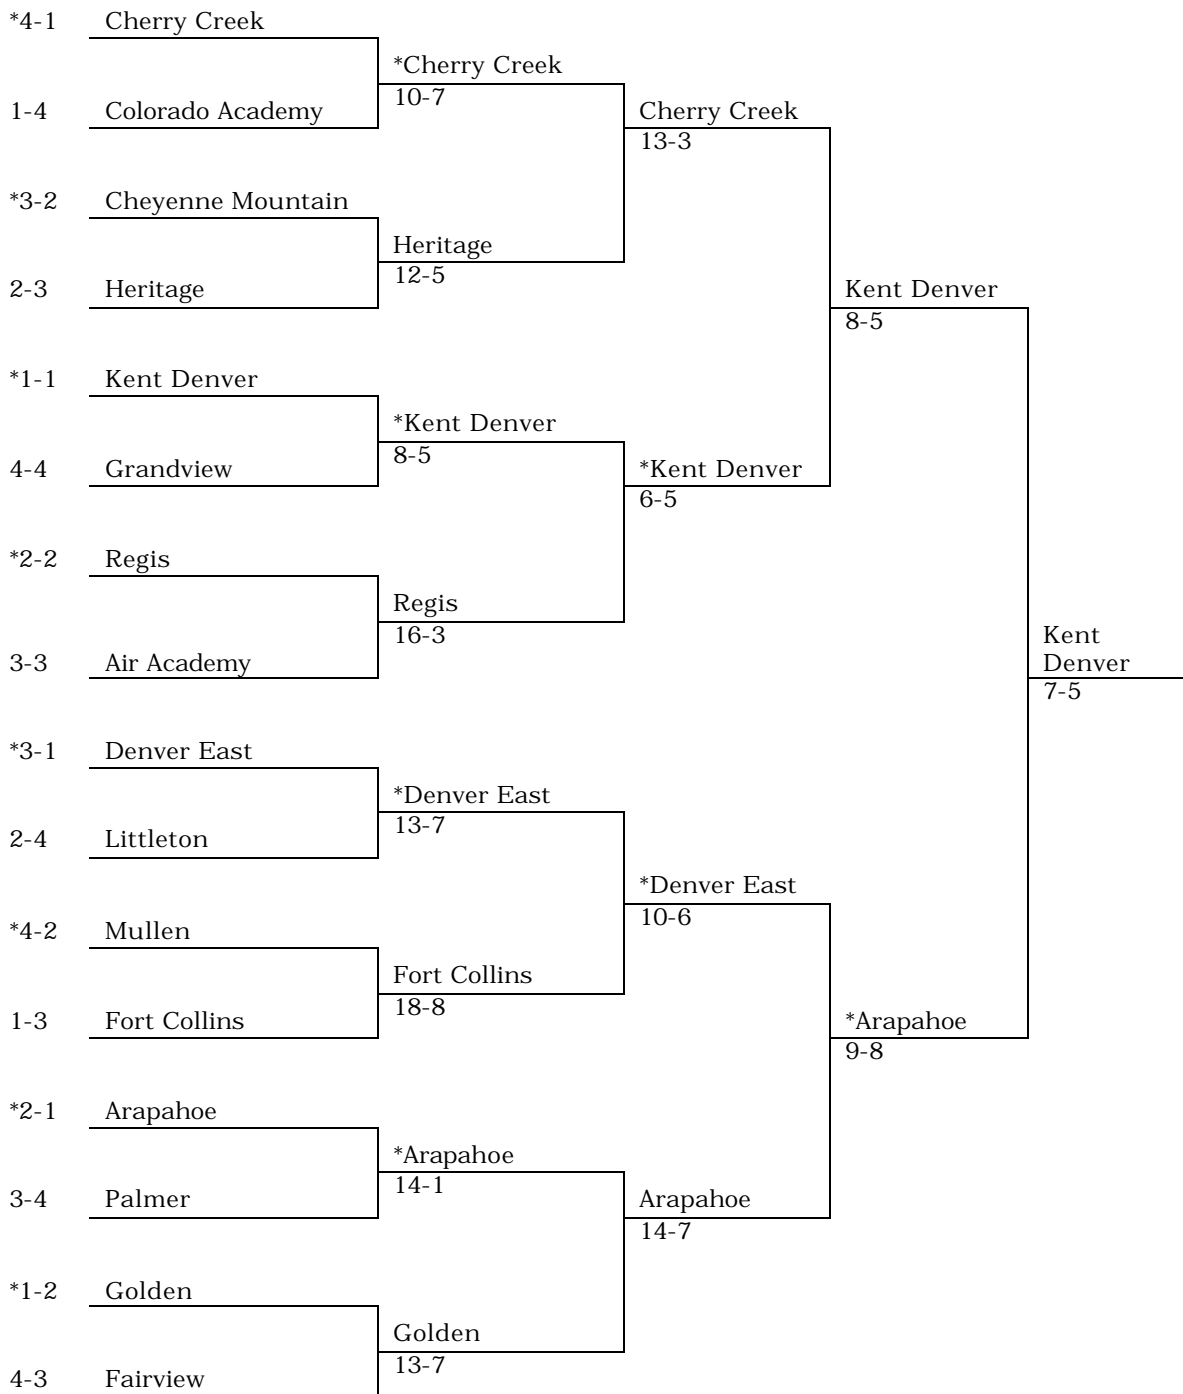 *4-1 Cherry Creek
*Cherry Creek
10-7
1-4 Colorado Academy
Cherry Creek
13-3
*3-2 Cheyenne Mountain
Heritage
12-5
2-3 Heritage
Kent Denver
8-5
*1-1 Kent Denver
*Kent Denver
8-5
4-4 Grandview
*Kent Denver
6-5
*2-2 Regis
Regis
16-3
3-3 Air Academy
Kent
Denver
7-5
*3-1 Denver East
*Denver East
13-7
2-4 Littleton
*Denver East
10-6
*4-2 Mullen
Fort Collins
18-8
1-3 Fort Collins
*Arapahoe
9-8
*2-1 Arapahoe
*Arapahoe
14-1
3-4 Palmer
Arapahoe
14-7
*1-2 Golden
Golden
13-7
4-3 Fairview